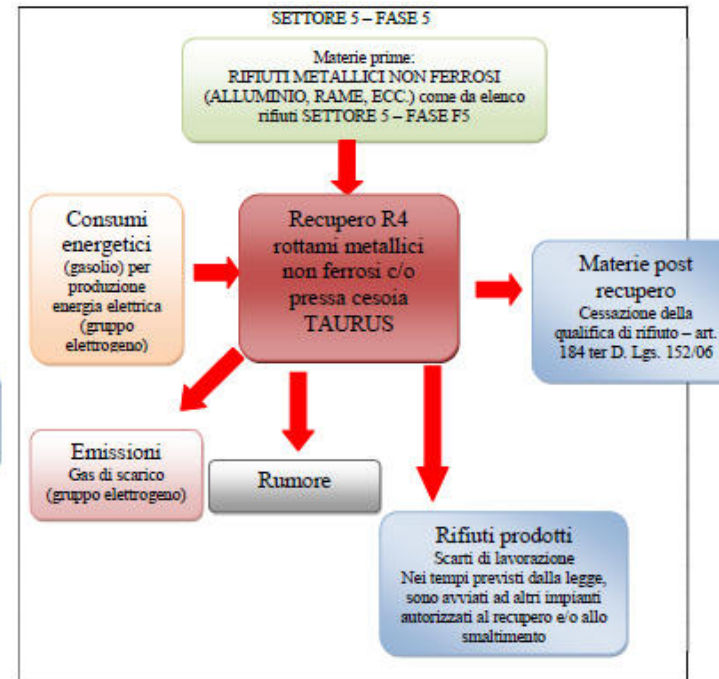 SETTORE 5 – FASE 5
Materie prime:
RIFIUTI METALLICI NON FERROSI
(ALLUMINIO, RAME, ECC.) come da elenco
rifiuti SETTORE 5 – FASE F5
Consumi
energetici
(gasolio) per
produzione
energia elettrica
(gruppo
elettrogeno)
Recupero R4
rottami metallici
non ferrosi c/o
pressa cesoia
TAURUS
Materie post
recupero
Cessazione della
qualifica di rifiuto – art.
184 ter D. Lgs. 152/06
Emissioni
Gas di scarico
(gruppo elettrogeno)
Rumore
Rifiuti prodotti
Scarti di lavorazione
Nei tempi previsti dalla legge,
sono avviati ad altri impianti
autorizzati al recupero e/o allo
smaltimento